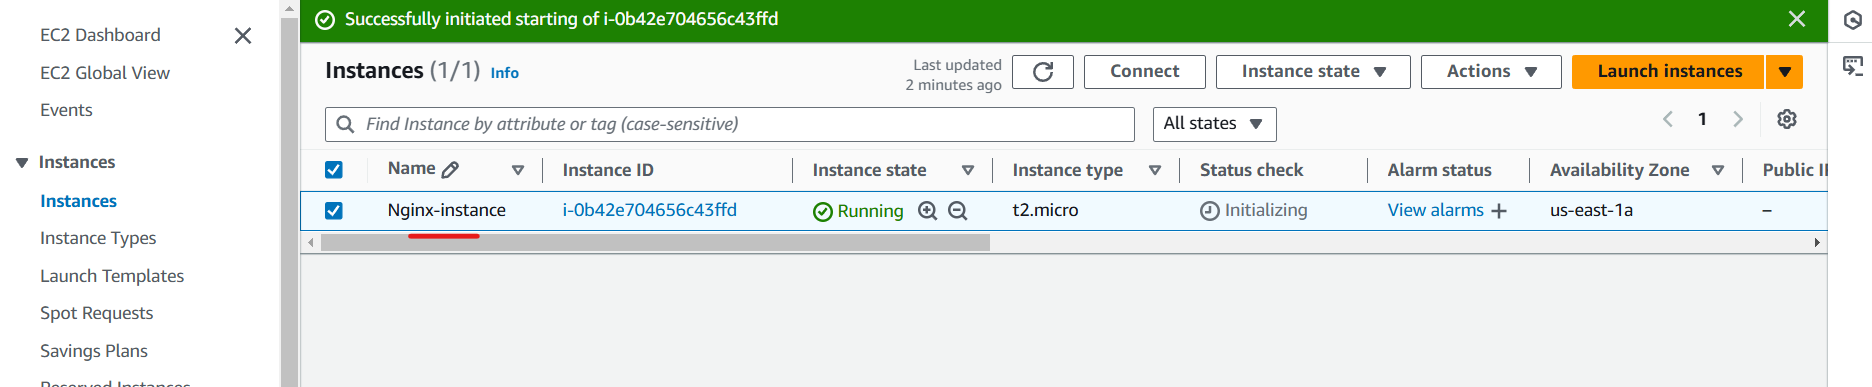 EC2 Dashboard
EC2 Global View
Events
Instances
Instances
Instance Types
Launch Templates
Spot Requests
Savings Plans
Reserved Instances
Successfully initiated starting of i-0b42e704656c43ffd
Instances (1/1) Info
Last updated
2 minutes ago
Connect
Instance state
Actions
Launch instances
Find Instance by attribute or tag (case-sensitive)
All states
1
Name Instance ID Instance state Instance type Status check Alarm status Availability Zone Public
Nginx-instance i-0b42e704656c43ffd Running t2.micro Initializing View alarms + us-east-1a –